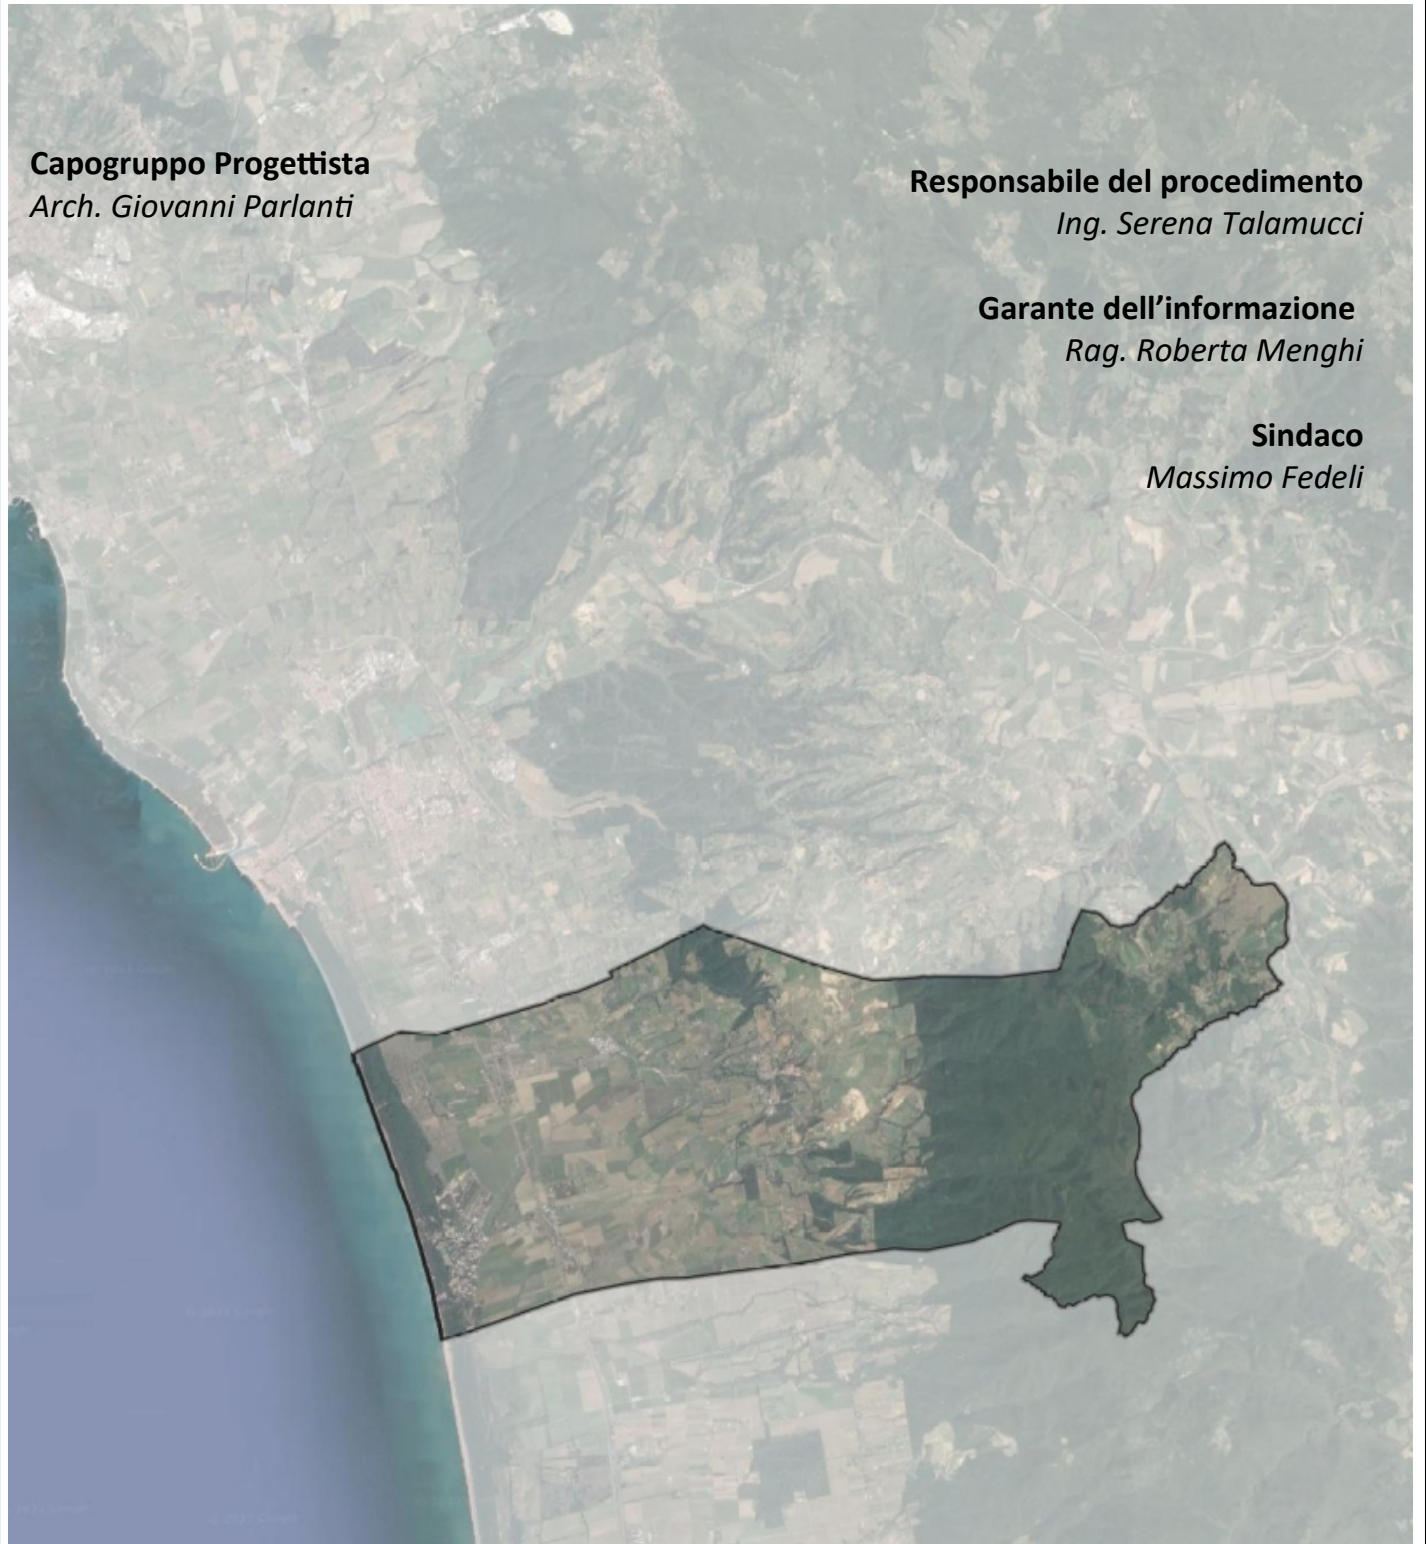 Capogruppo Progettista
Arch. Giovanni Parlanti
Responsabile del procedimento
Ing. Serena Talamucci
Garante dell’informazione
Rag. Roberta Menghi
Sindaco
Massimo Fedeli